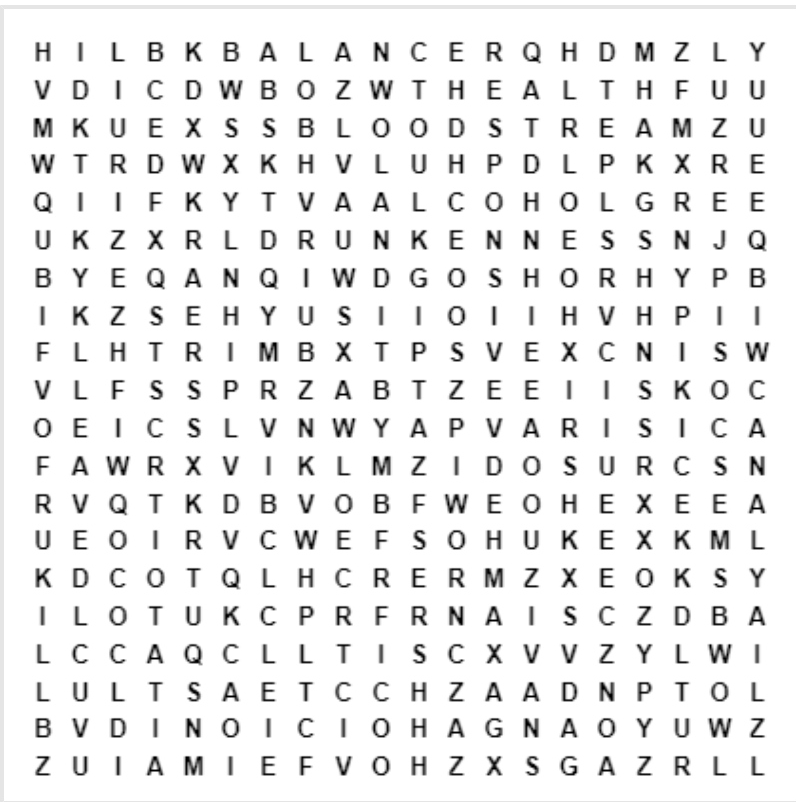 H I L B K B A L A N C E R Q H D M Z L Y
V D I C D W B O Z W T H E A L T H F U U
M K U E X S S B L O O D S T R E A M Z U
W T R D W X K H V L U H P D L P K X R E
Q I I F K Y T V A A L C O H O L G R E E
U K Z X R L D R U N K E N N E S S N J Q
B Y E Q A N Q I W D G O S H O R H Y P B
I K Z S E H Y U S I I O I I H V H P I I
F L H T R I M B X T P S V E X C N I S W
V L F S S P R Z A B T Z E E I I S K O C
O E I C S L V N W Y A P V A R I S I C A
F A W R X V I K L M Z I D O S U R C S N
R V Q T K D B V O B F W E O H E X E E A
U E O I R V C W E F S O H U K E X K M L
K D C O T Q L H C R E R M Z X E O K S Y
I L O T U K C P R F R N A I S C Z D B A
L C C A Q C L L T I S C X V V Z Y L W I
L U L T S A E T C C H Z A A D N P T O L
B V D I N O I C I O H A G N A O Y U W Z
Z U I A M I E F V O H Z X S G A Z R L L